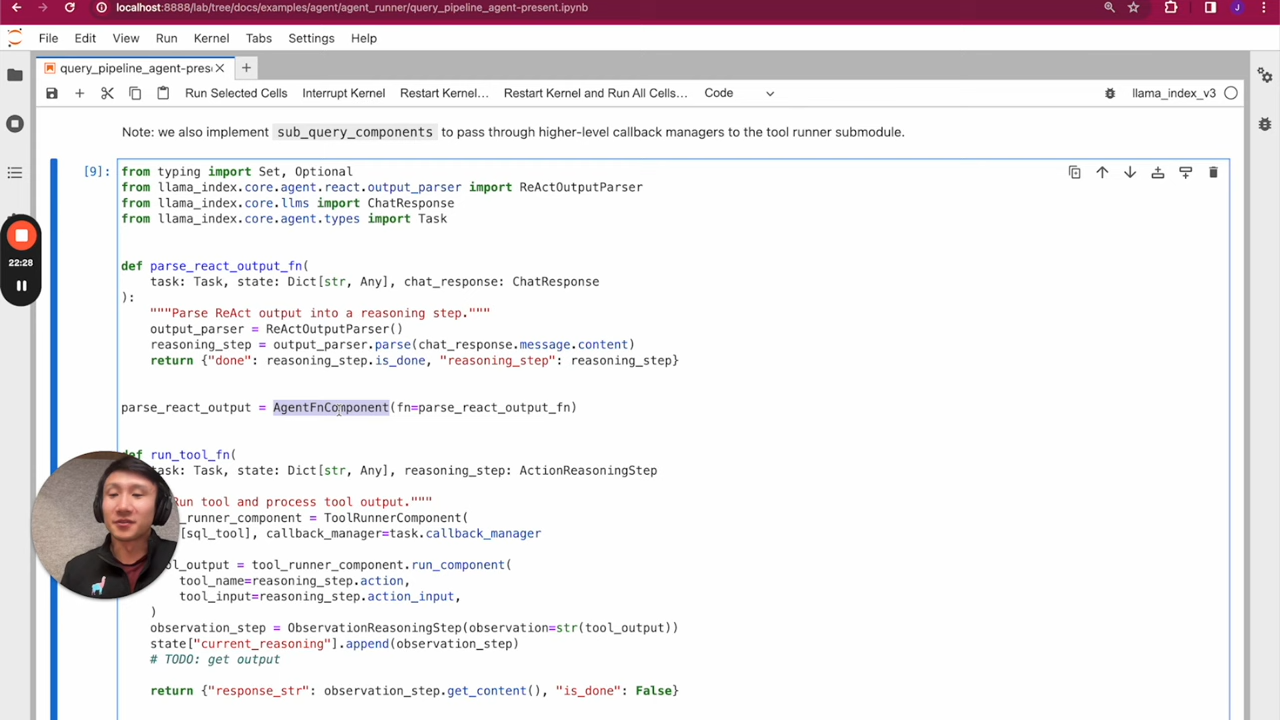 localhost:8888/lab/tree/docs/examples/agent/agent_runner/query_pipeline_agent-present.ipynb
J
File Edit View Run Kernel Tabs Settings Help
query_pipeline_agent-pres
Run Selected Cells Interrupt Kernel Restart Kernel… Restart Kernel and Run All Cells… Code llama_index_v3
Note: we also implement sub_query_components to pass through higher-level callback managers to the tool runner submodule.
[9]:
from typing import Set, Optional
from llama_index.core.agent.react.output_parser import ReActOutputParser
from llama_index.core.llms import ChatResponse
from llama_index.core.agent.types import Task
def parse_react_output_fn(
task: Task, state: Dict[str, Any], chat_response: ChatResponse
):
"""Parse ReAct output into a reasoning step."""
output_parser = ReActOutputParser()
reasoning_step = output_parser.parse(chat_response.message.content)
return {"done": reasoning_step.is_done, "reasoning_step": reasoning_step}
parse_react_output = AgentFnComponent(fn=parse_react_output_fn)
def run_tool_fn(
task: Task, state: Dict[str, Any], reasoning_step: ActionReasoningStep
Run tool and process tool output."""
_runner_component = ToolRunnerComponent(
[sql_tool], callback_manager=task.callback_manager
ol_output = tool_runner_component.run_component(
tool_name=reasoning_step.action,
tool_input=reasoning_step.action_input,
)
observation_step = ObservationReasoningStep(observation=str(tool_output))
state["current_reasoning"].append(observation_step)
# TODO: get output
return {"response_str": observation_step.get_content(), "is_done": False}
22:28